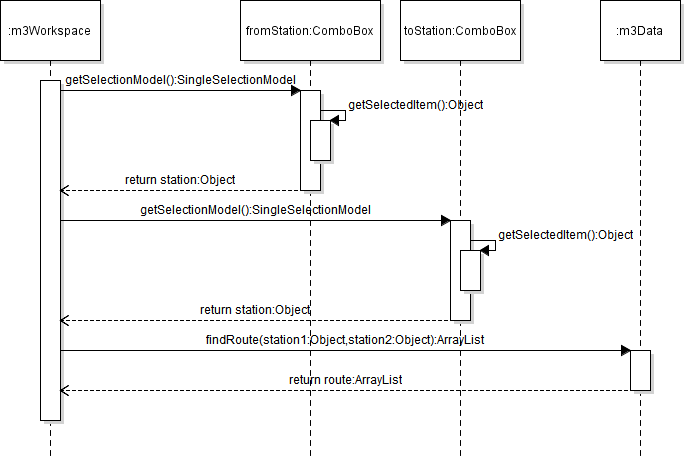 :m3Workspace
fromStation:ComboBox
toStation:ComboBox
:m3Data
getSelectionModel():SingleSelectionModel
getSelectedItem():Object
return station:Object
getSelectionModel():SingleSelectionModel
getSelectedItem():Object
return station:Object
findRoute(station1:Object,station2:Object):ArrayList
return route:ArrayList